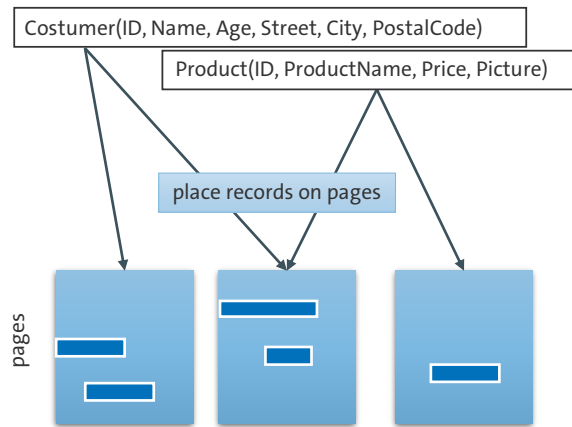 Costumer(ID, Name, Age, Street, City, PostalCode)
Product(ID, ProductName, Price, Picture)
place records on pages
pages